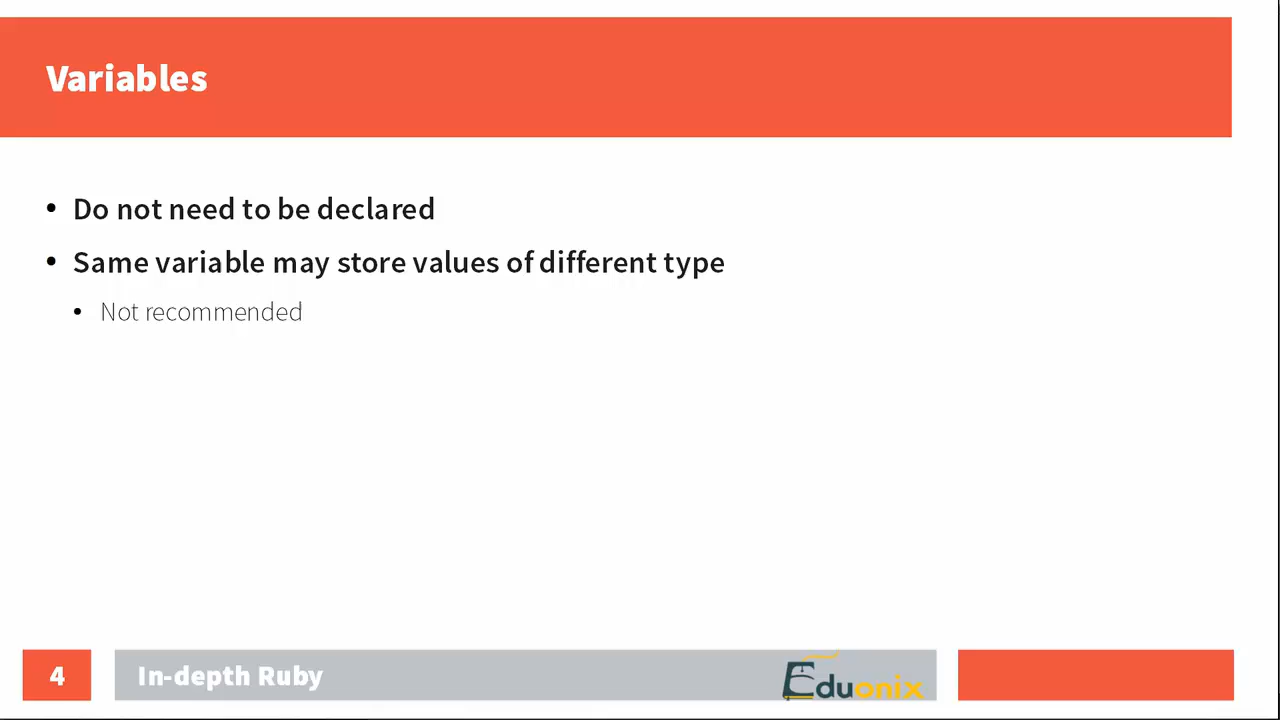 Variables
• Do not need to be declared
• Same variable may store values of different type
• Not recommended
4
In-depth Ruby
Eduonix